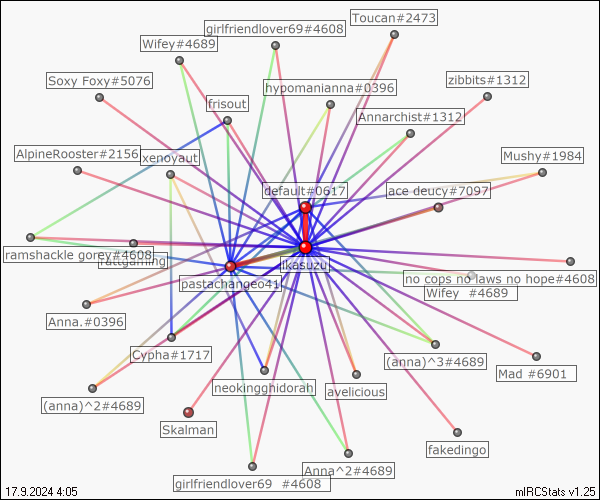 Toucan#2473
girlfriendlover69#4608
Wifey#4689
Soxy Foxy#5076
zibbits#1312
hypomanianna#0396
frisout
Annarchist#1312
AlpineRooster#2156
xenoyaut
Mushy#1984
default#0617
ace deucy#7097
ramshackle gorey#4608
rattgaming
ikasuzu
pastachangeo41
no cops no laws no hope#4608
Wifey #4689
Anna.#0396
Cypha#1717
(anna)^3#4689
Mad #6901
neokingghidorah
avelicious
(anna)^2#4689
Skalman
fakedingo
Anna^2#4689
girlfriendlover69 #4608
17.9.2024 4:05
mIRCStats v1.25